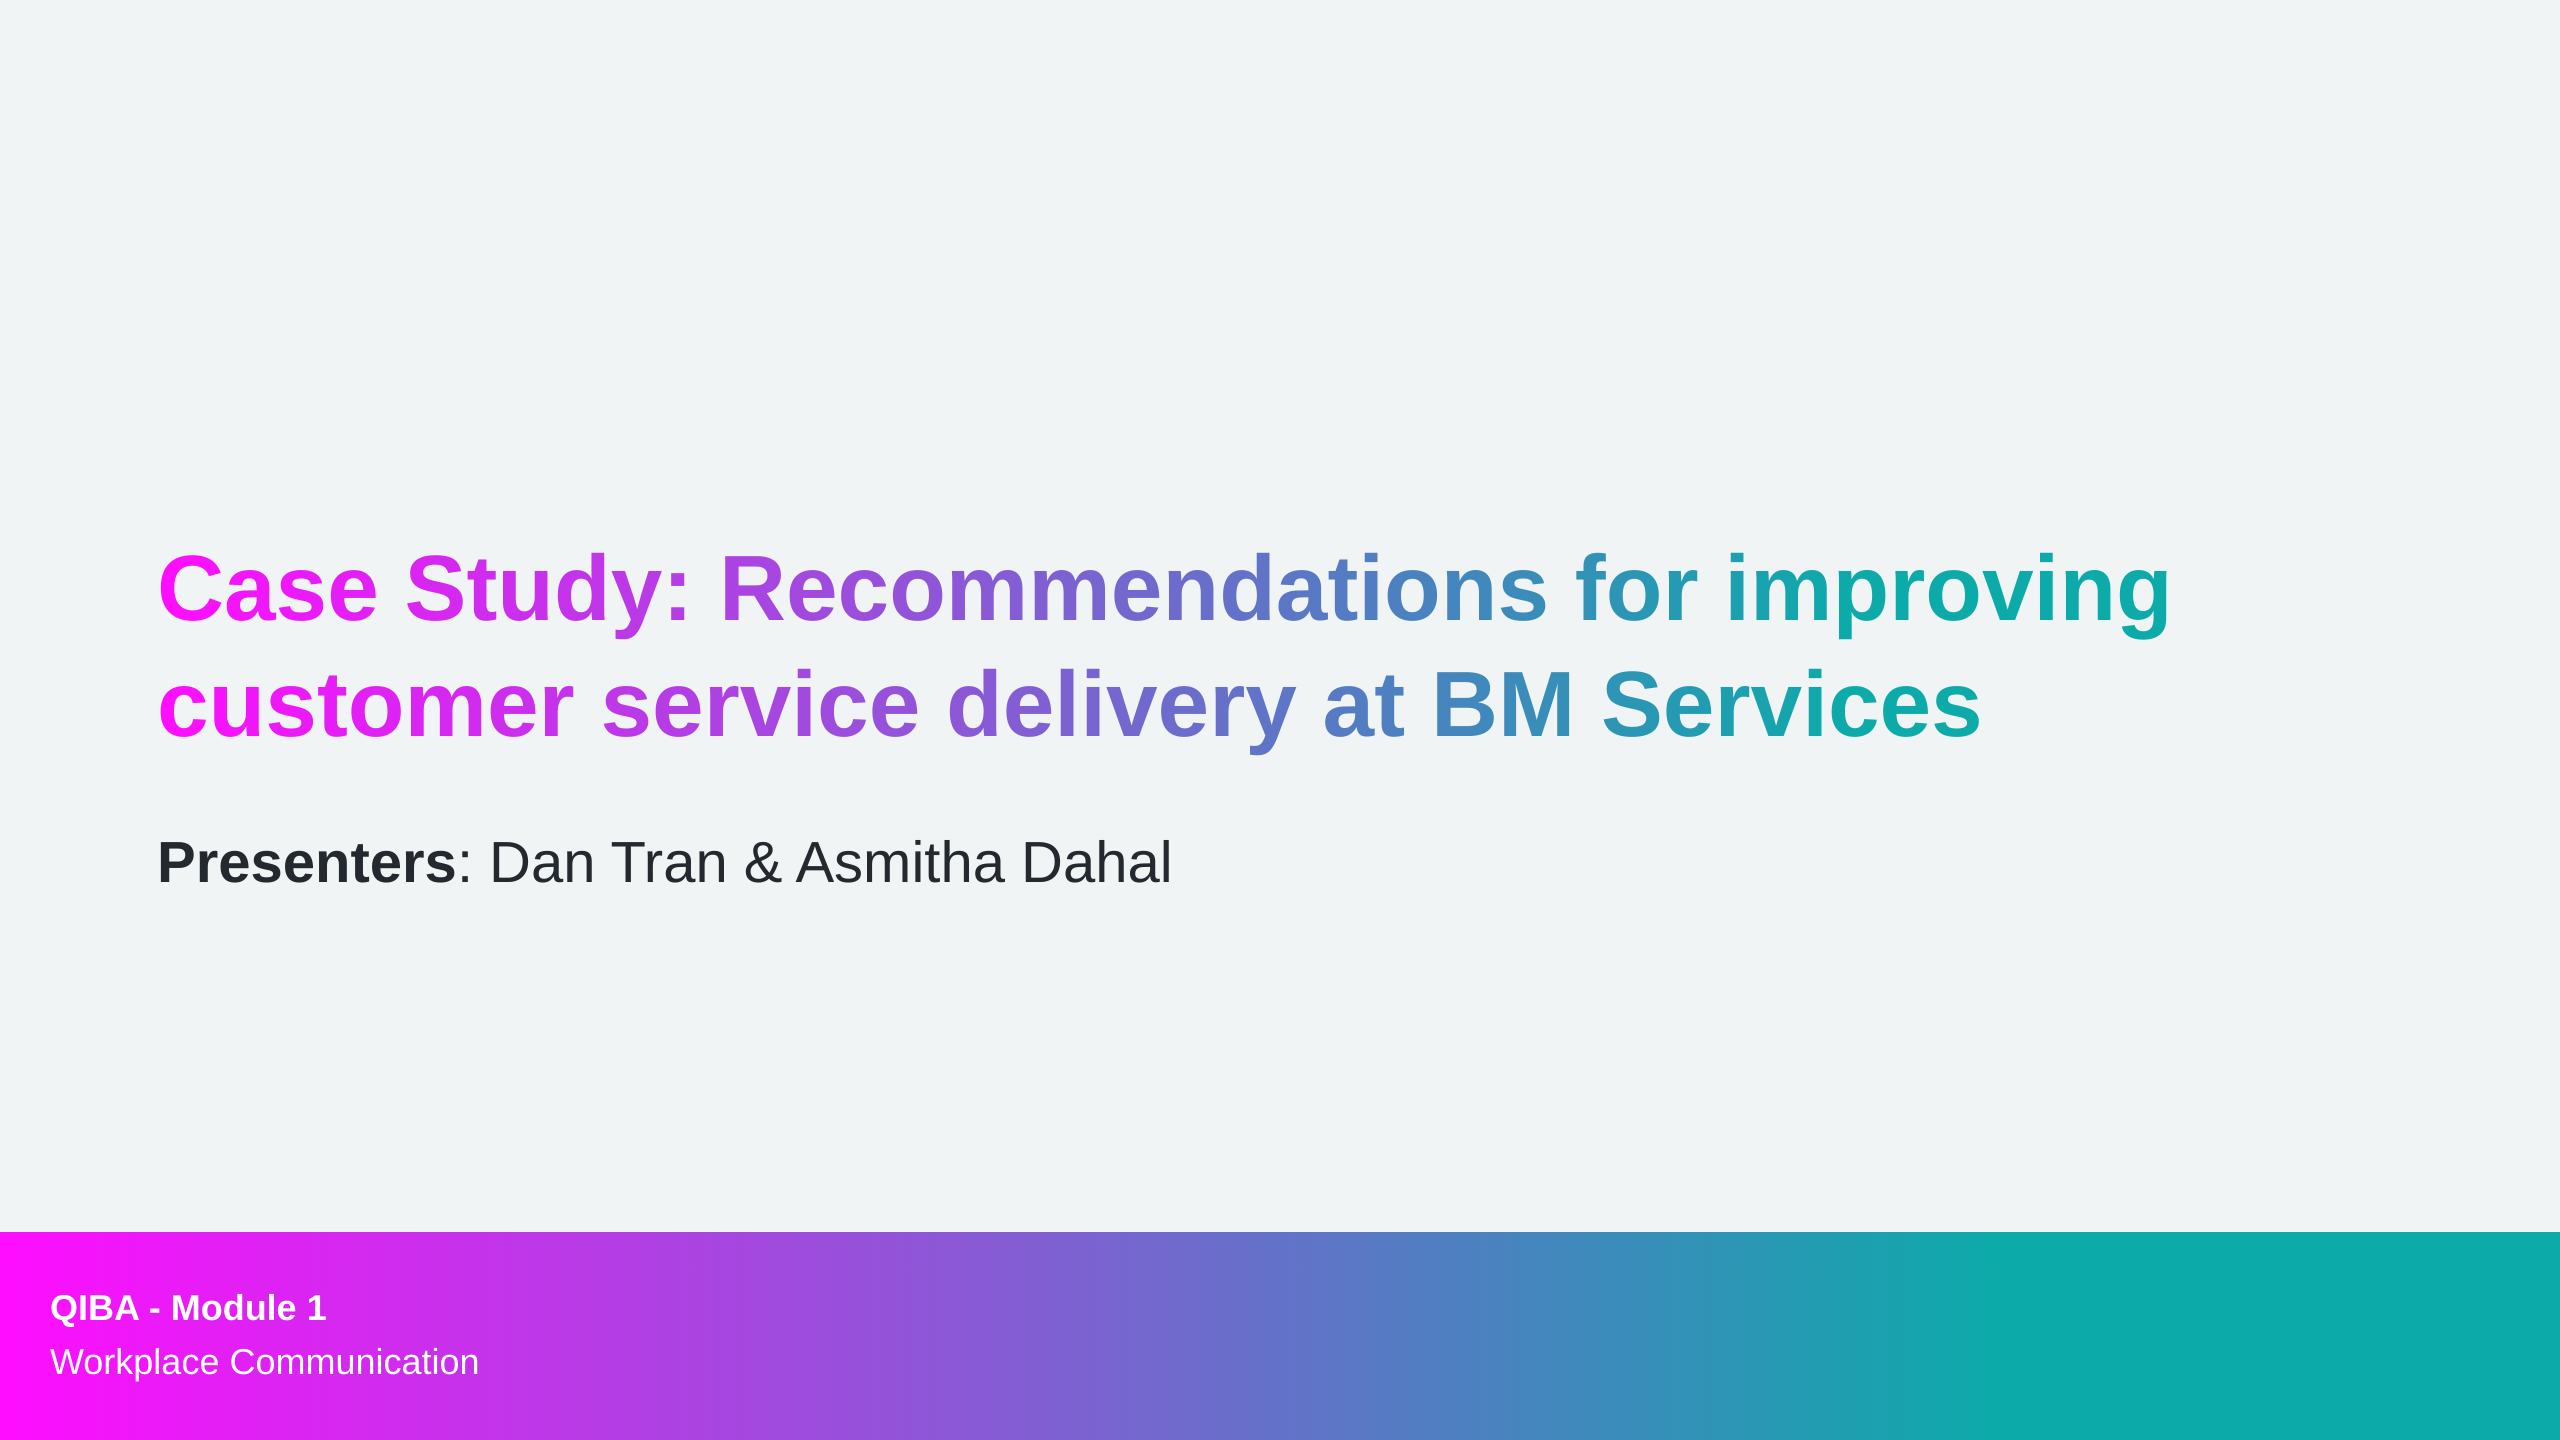 Case Study: Recommendations for improving
customer service delivery at BM Services
Presenters: Dan Tran & Asmitha Dahal
QIBA - Module 1
Workplace Communication